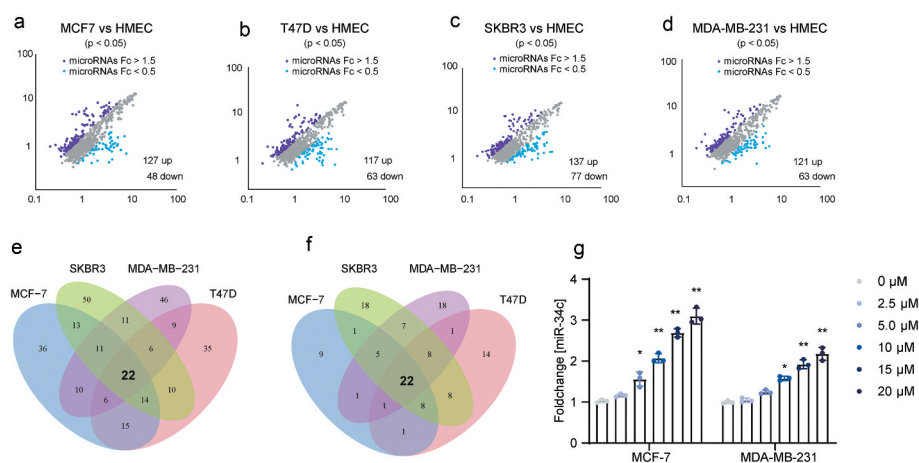 a
MCF7 vs HMEC
(p < 0.05)
100
microRNAs Fc > 1.5
microRNAs Fc < 0.5
10
1
127 up
48 down
0.1
1
10
100
b
T47D vs HMEC
(p < 0.05)
100
microRNAs Fc > 1.5
microRNAs Fc < 0.5
10
1
117 up
63 down
0.1
1
10
100
c
SKBR3 vs HMEC
(p < 0.05)
100
microRNAs Fc > 1.5
microRNAs Fc < 0.5
10
1
137 up
77 down
0.1
1
10
100
d
MDA-MB-231 vs HMEC
(p < 0.05)
100
microRNAs Fc > 1.5
microRNAs Fc < 0.5
10
1
121 up
63 down
0.1
1
10
100
e
SKBR3
MDA−MB−231
MCF−7
T47D
50
46
13
11
9
36
11
6
35
22
10
10
6
14
15
f
SKBR3
MDA−MB−231
MCF−7
T47D
18
18
1
7
1
9
5
8
14
22
1
8
1
8
1
g
Foldchange [miR-34c]
4
3
2
1
*
**
**
**
*
**
**
MCF-7
MDA-MB-231
0 µM
2.5 µM
5.0 µM
10 µM
15 µM
20 µM